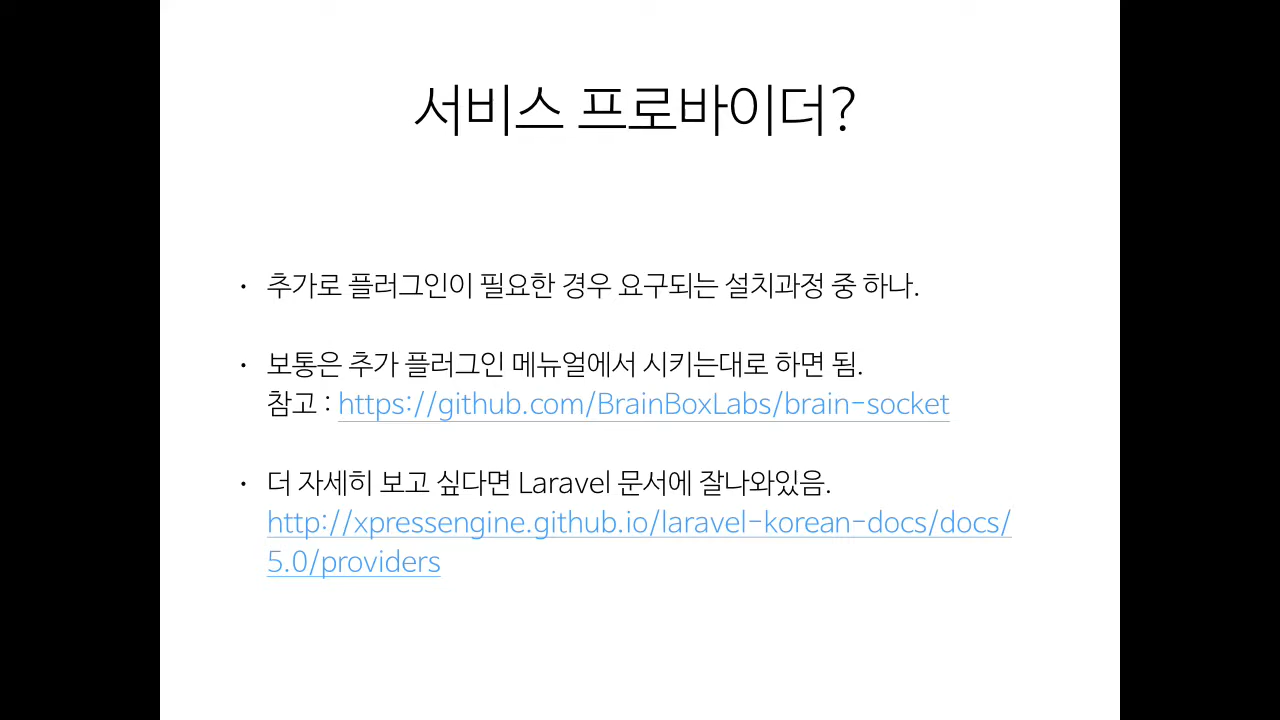 서비스 프로바이더?
• 추가로 플러그인이 필요한 경우 요구되는 설치과정 중 하나.
• 보통은 추가 플러그인 메뉴얼에서 시키는대로 하면 됨.
참고 : https://github.com/BrainBoxLabs/brain-socket
• 더 자세히 보고 싶다면 Laravel 문서에 잘나와있음.
http://xpressengine.github.io/laravel-korean-docs/docs/
5.0/providers